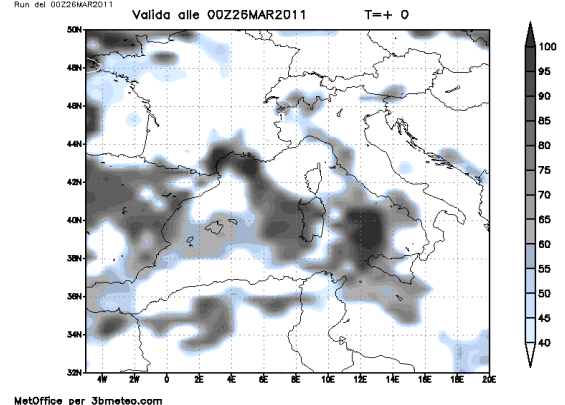 Run del 00Z26MAR2011
Valida alle 00Z26MAR2011 T=+ 0
50N
48N
46N
44N
42N
40N
38N
36N
34N
32N
4W 2W 0 2E 4E 6E 8E 10E 12E 14E 16E 18E 20E
100
95
90
85
80
75
70
65
60
55
50
45
40
MetOffice per 3bmeteo.com